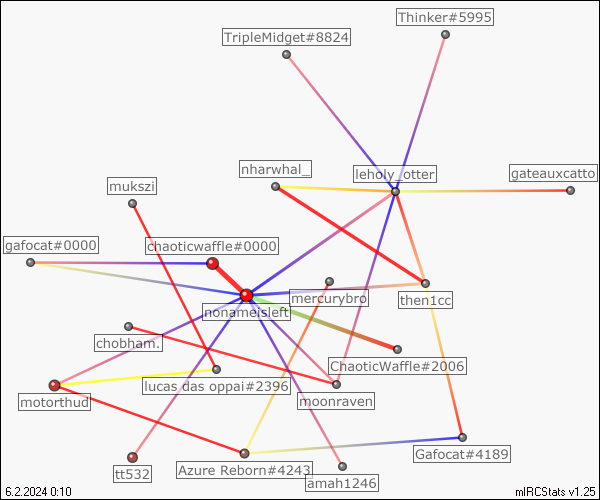 Thinker#5995
TripleMidget#8824
nharwhal_
leholy_otter
gateauxcatto
mukszi
gafocat#0000
chaoticwaffle#0000
mercurybro
then1cc
nonameisleft
chobham.
ChaoticWaffle#2006
lucas das oppai#2396
motorthud
moonraven
Gafocat#4189
tt532
Azure Reborn#4243
amah1246
6.2.2024 0:10
mIRCStats v1.25